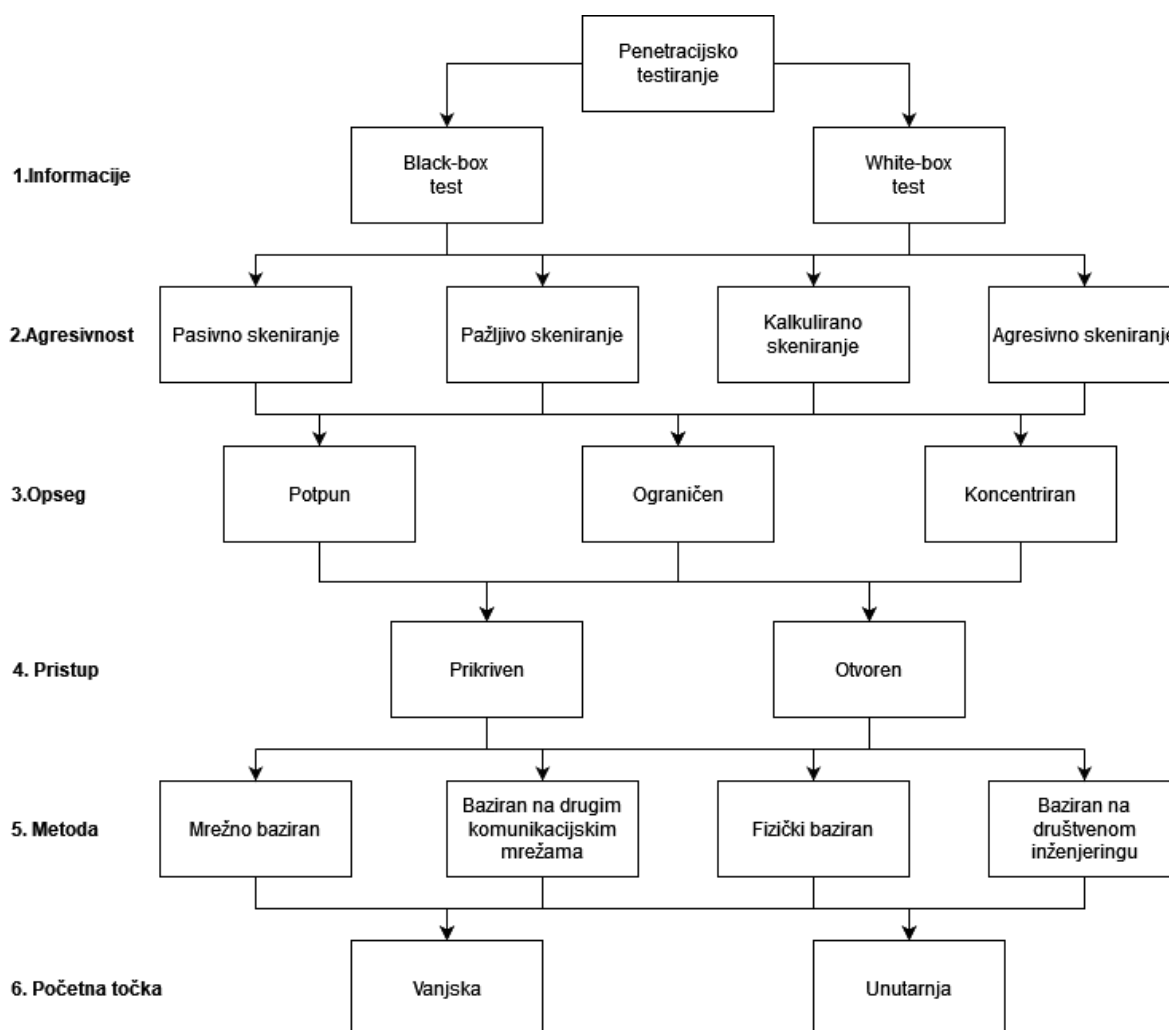 Penetracijsko
testiranje
1.Informacije
Black-box
test
White-box
test
2.Agresivnost
Pasivno skeniranje
Pažljivo skeniranje
Kalkulirano
skeniranje
Agresivno skeniranje
3.Opseg
Potpun
Ograničen
Koncentriran
4. Pristup
Prikriven
Otvoren
5. Metoda
Mrežno baziran
Baziran na drugim
komunikacijskim
mrežama
Fizički baziran
Baziran na
društvenom
inženjeringu
6. Početna točka
Vanjska
Unutarnja